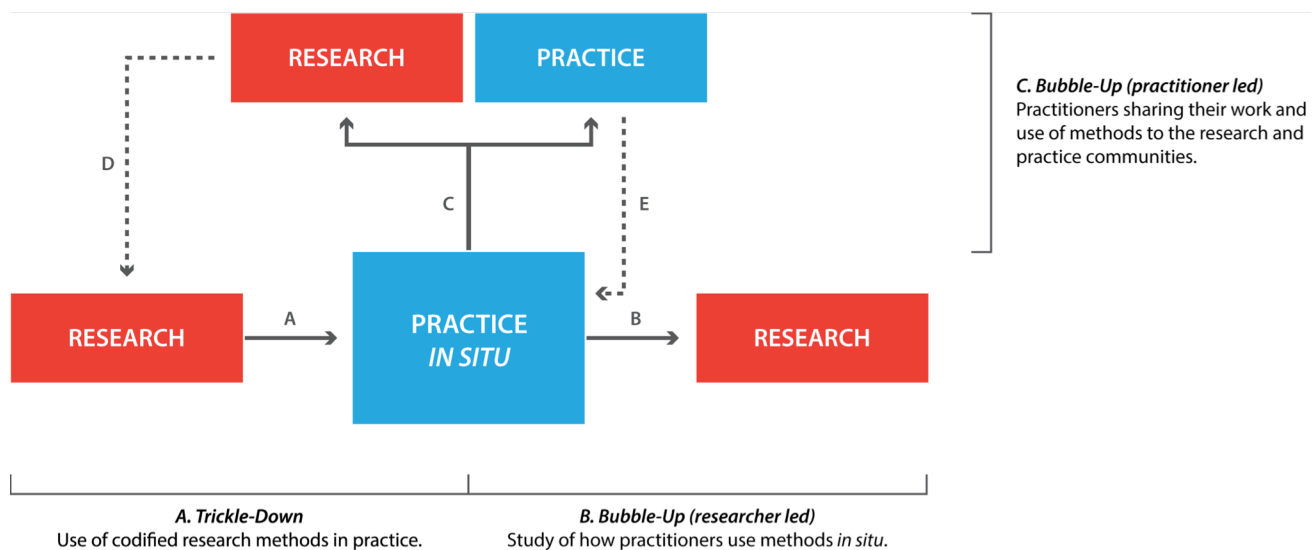 RESEARCH
PRACTICE
C. Bubble-Up (practitioner led)
Practitioners sharing their work and
use of methods to the research and
practice communities.
D
C
E
RESEARCH
A
PRACTICE
IN SITU
B
RESEARCH
A. Trickle-Down
Use of codified research methods in practice.
B. Bubble-Up (researcher led)
Study of how practitioners use methods in situ.